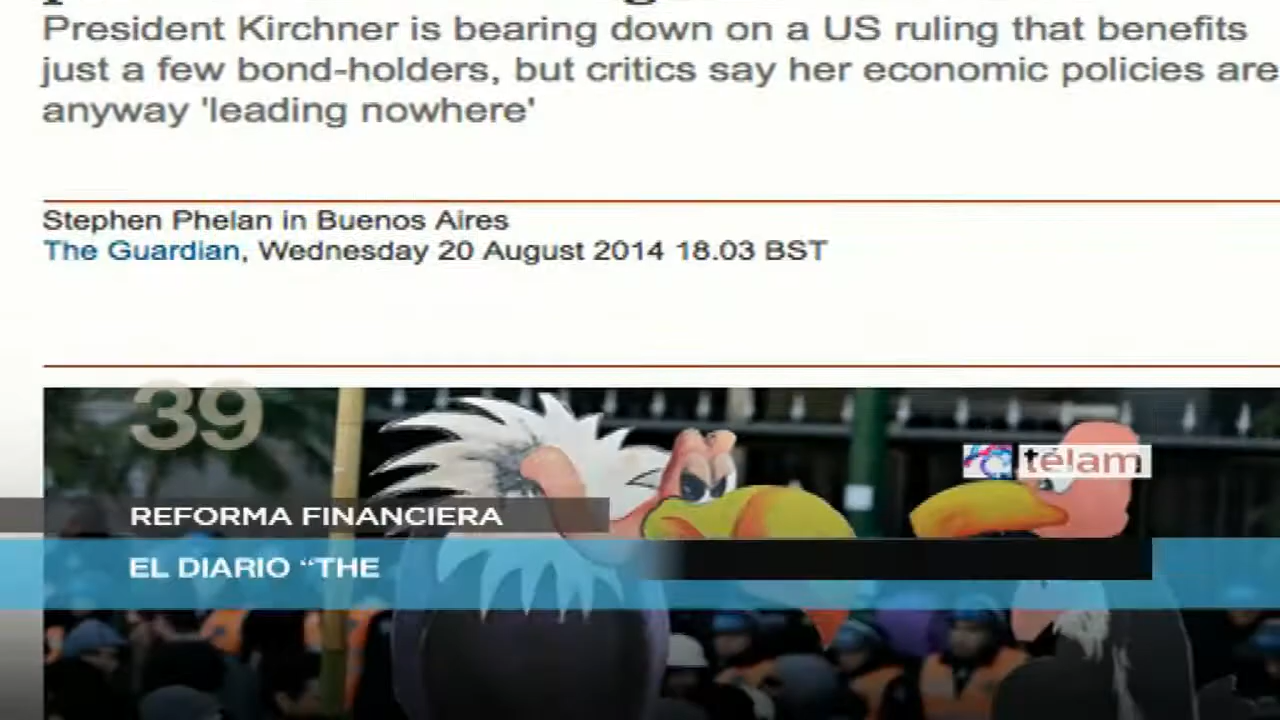 President Kirchner is bearing down on a US ruling that benefits
just a few bond-holders, but critics say her economic policies are
anyway 'leading nowhere'
Stephen Phelan in Buenos Aires
The Guardian, Wednesday 20 August 2014 18.03 BST
39
télam
REFORMA FINANCIERA
EL DIARIO “THE